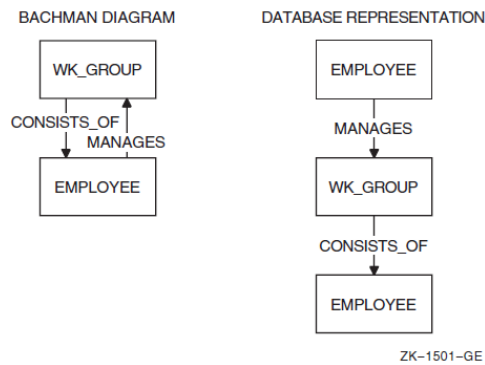 BACHMAN DIAGRAM
WK_GROUP
CONSISTS_OF
MANAGES
EMPLOYEE
DATABASE REPRESENTATION
EMPLOYEE
MANAGES
WK_GROUP
CONSISTS_OF
EMPLOYEE
ZK-1501-GE